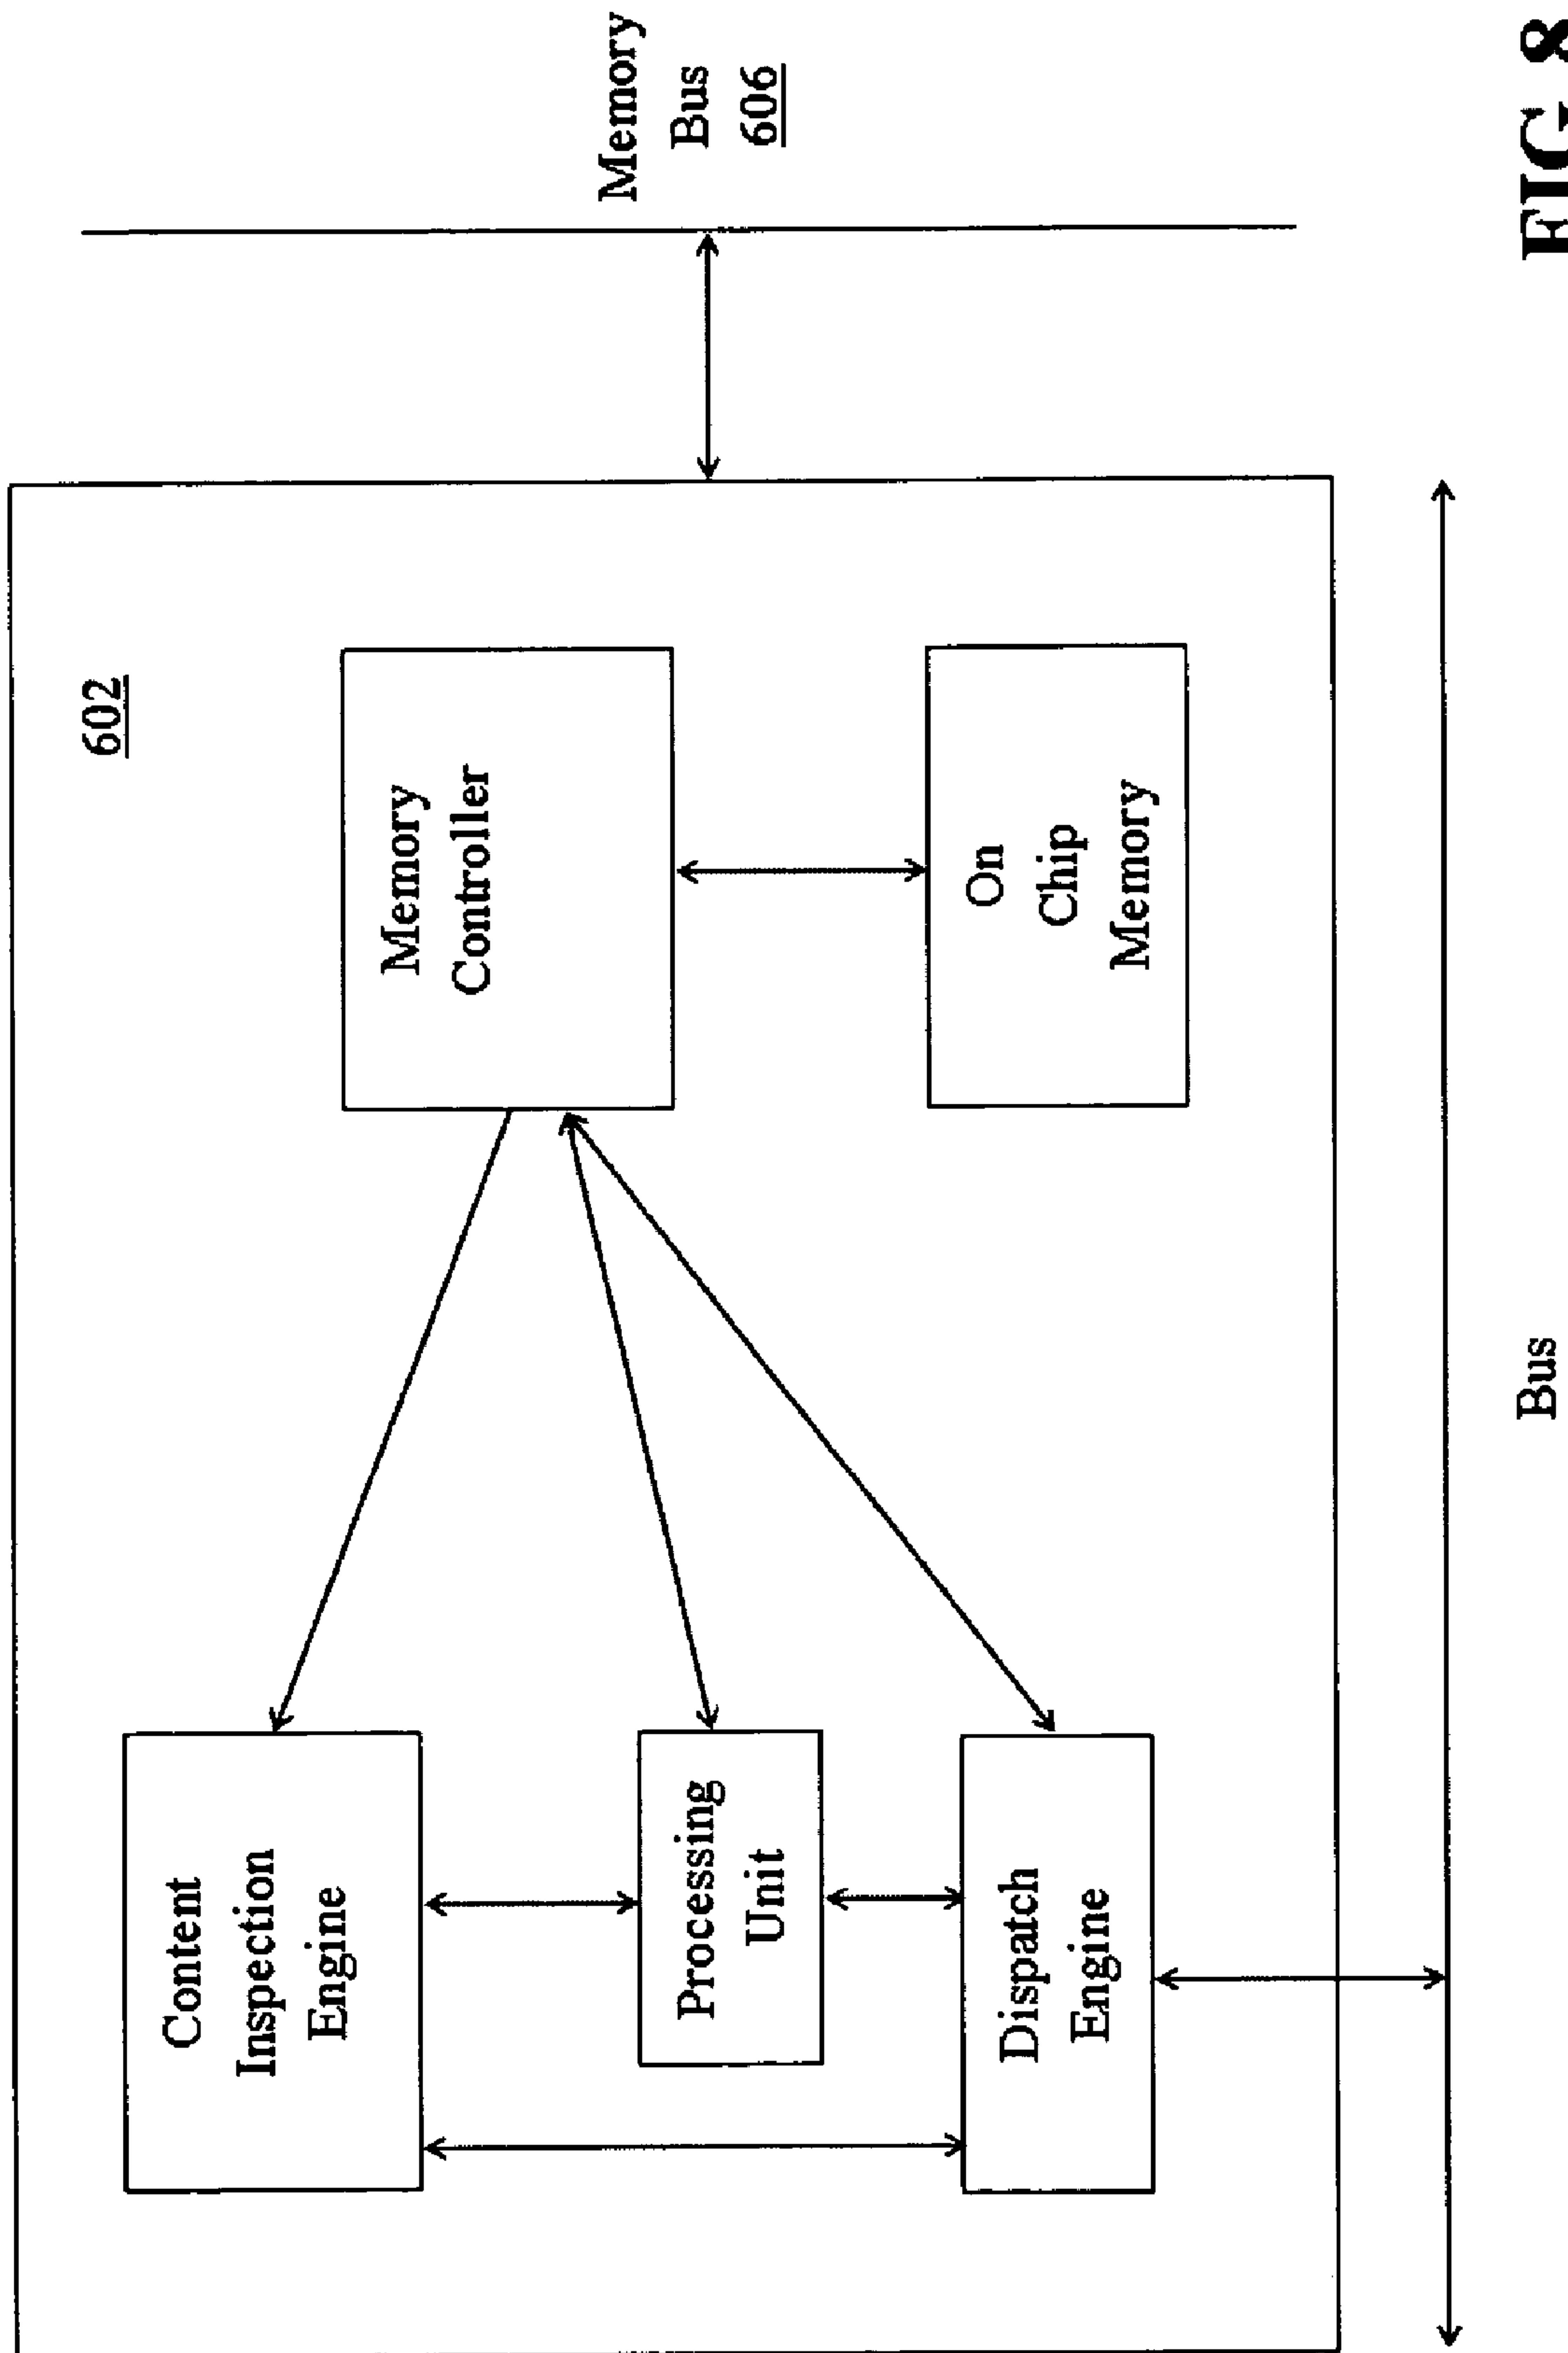 602
Content
Inspection
Engine
Memory
Controller
Memory
Bus
606
Processing
Unit
On
Chip
Memory
Dispatch
Engine
Bus
FIG 8